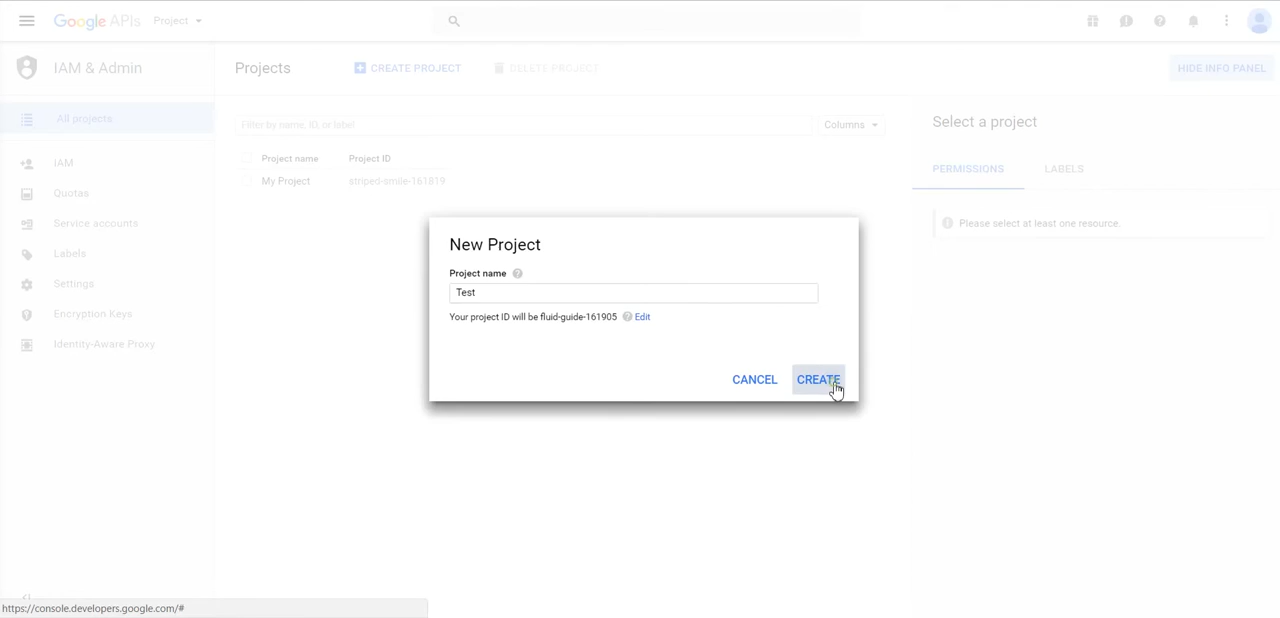 Google APIs Project
IAM & Admin
Projects CREATE PROJECT DELETE PROJECT HIDE INFO PANEL
All projects
Filter by name, ID, or label Columns
Select a project
Project name Project ID
My Project striped-smile-161819
PERMISSIONS LABELS
Please select at least one resource.
IAM
Quotas
Service accounts
Labels
Settings
Encryption Keys
Identity-Aware Proxy
New Project
Project name
Test
Your project ID will be fluid-guide-161905 Edit
CANCEL CREATE
https://console.developers.google.com/#